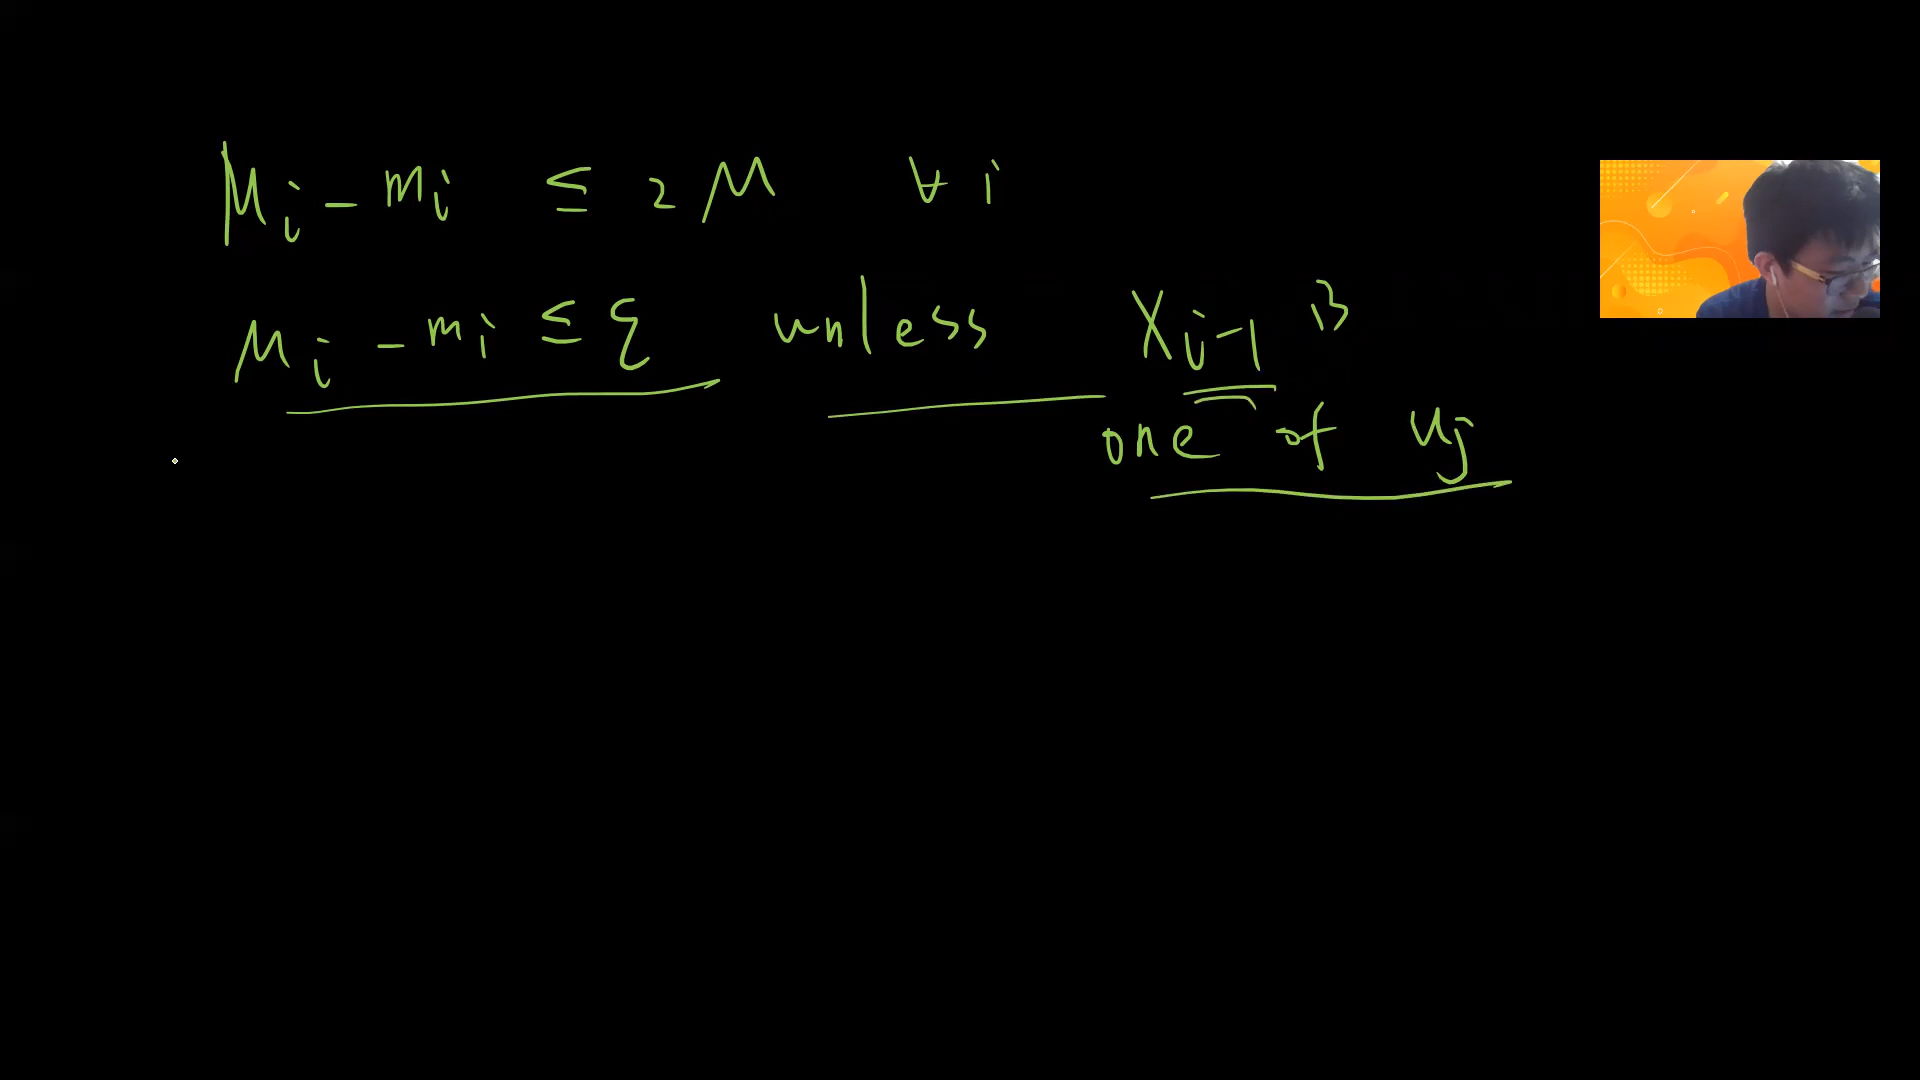 Mi - mi ≤ 2M ∀ i
Mi - mi ≤ ε unless Xi-1 is
one of uj